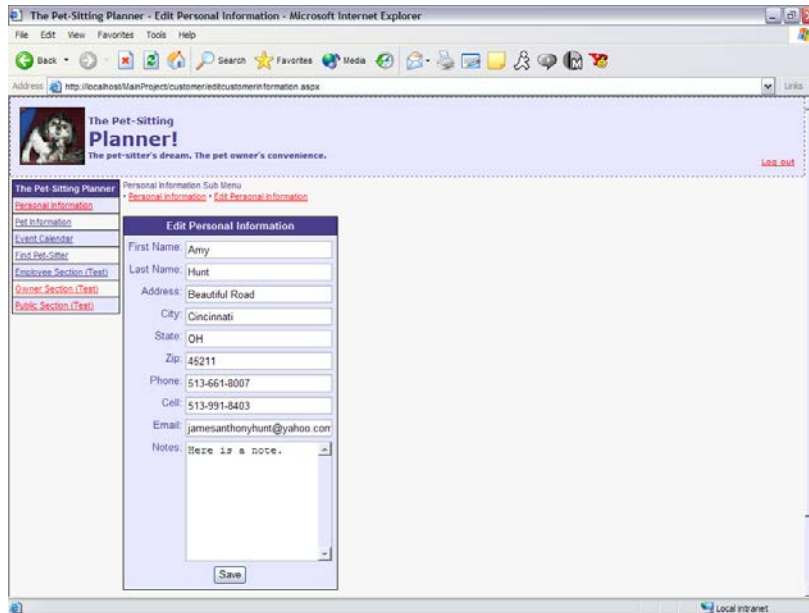 The Pet-Sitting Planner - Edit Personal Information - Microsoft Internet Explorer
File Edit View Favorites Tools Help
Back Search Favorites Media
Address http://localhost/MainProject/customer/editcustomerinformation.aspx Links
The Pet-Sitting
Planner!
The pet-sitter's dream. The pet owner's convenience.
Log out
The Pet-Sitting Planner
Personal Information
Pet Information
Event Calendar
Find Pet-Sitter
Employee Section (Test)
Owner Section (Test)
Public Section (Test)
Personal Information Sub Menu
• Personal Information • Edit Personal Information
Edit Personal Information
First Name: Amy
Last Name: Hunt
Address: Beautiful Road
City: Cincinnati
State: OH
Zip: 45211
Phone: 513-661-8007
Cell: 513-991-8403
Email: jamesanthonyhunt@yahoo.com
Notes: Here is a note.
Save
Local intranet